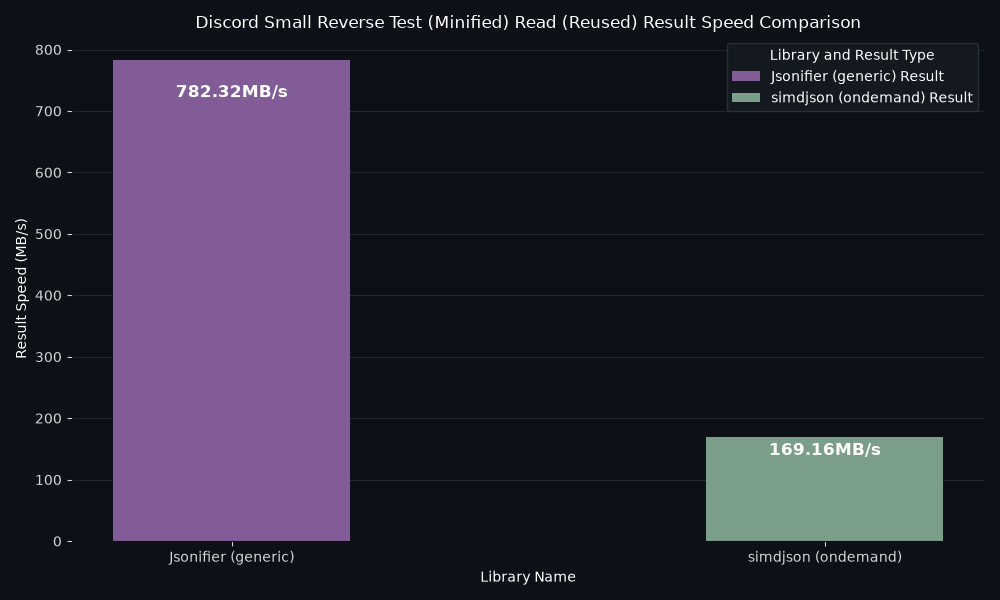 Discord Small Reverse Test (Minified) Read (Reused) Result Speed Comparison
Library and Result Type
Jsonifier (generic) Result
simdjson (ondemand) Result
Result Speed (MB/s)
800
700
600
500
400
300
200
100
0
782.32MB/s
169.16MB/s
Jsonifier (generic)
simdjson (ondemand)
Library Name